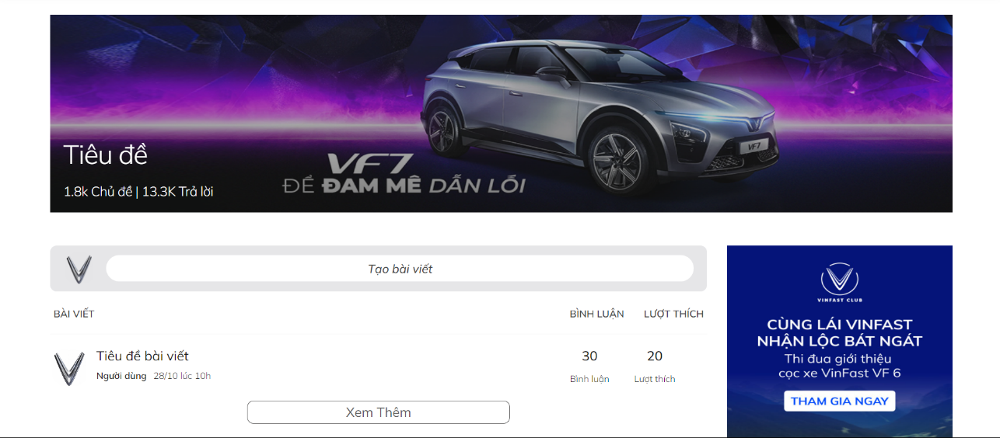 Tiêu đề
1.8k Chủ đề | 13.3K Trả lời
VF7
ĐỂ ĐAM MÊ DẪN LỐI
VF7
Tạo bài viết
BÀI VIẾT BÌNH LUẬN LƯỢT THÍCH
Tiêu đề bài viết 30 20
Người dùng 28/10 lúc 10h Bình luận Lượt thích
Xem Thêm
VINFAST CLUB
CÙNG LÁI VINFAST
NHẬN LỘC BÁT NGÁT
Thi đua giới thiệu
cọc xe VinFast VF 6
THAM GIA NGAY